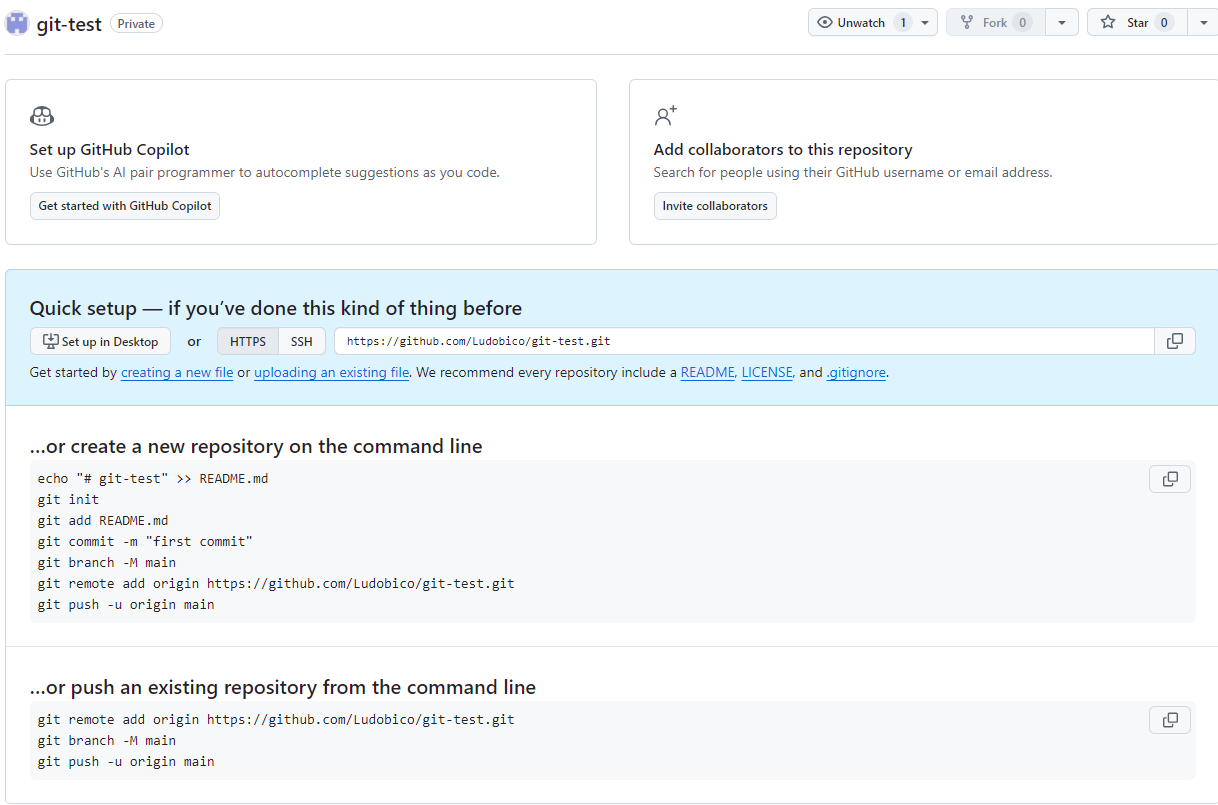 git-test Private Unwatch 1 Fork 0 Star 0
Set up GitHub Copilot
Use GitHub's AI pair programmer to autocomplete suggestions as you code.
Get started with GitHub Copilot
Add collaborators to this repository
Search for people using their GitHub username or email address.
Invite collaborators
Quick setup — if you’ve done this kind of thing before
Set up in Desktop or HTTPS SSH https://github.com/Ludobico/git-test.git
Get started by creating a new file or uploading an existing file. We recommend every repository include a README, LICENSE, and .gitignore.
…or create a new repository on the command line
echo "# git-test" >> README.md
git init
git add README.md
git commit -m "first commit"
git branch -M main
git remote add origin https://github.com/Ludobico/git-test.git
git push -u origin main
…or push an existing repository from the command line
git remote add origin https://github.com/Ludobico/git-test.git
git branch -M main
git push -u origin main